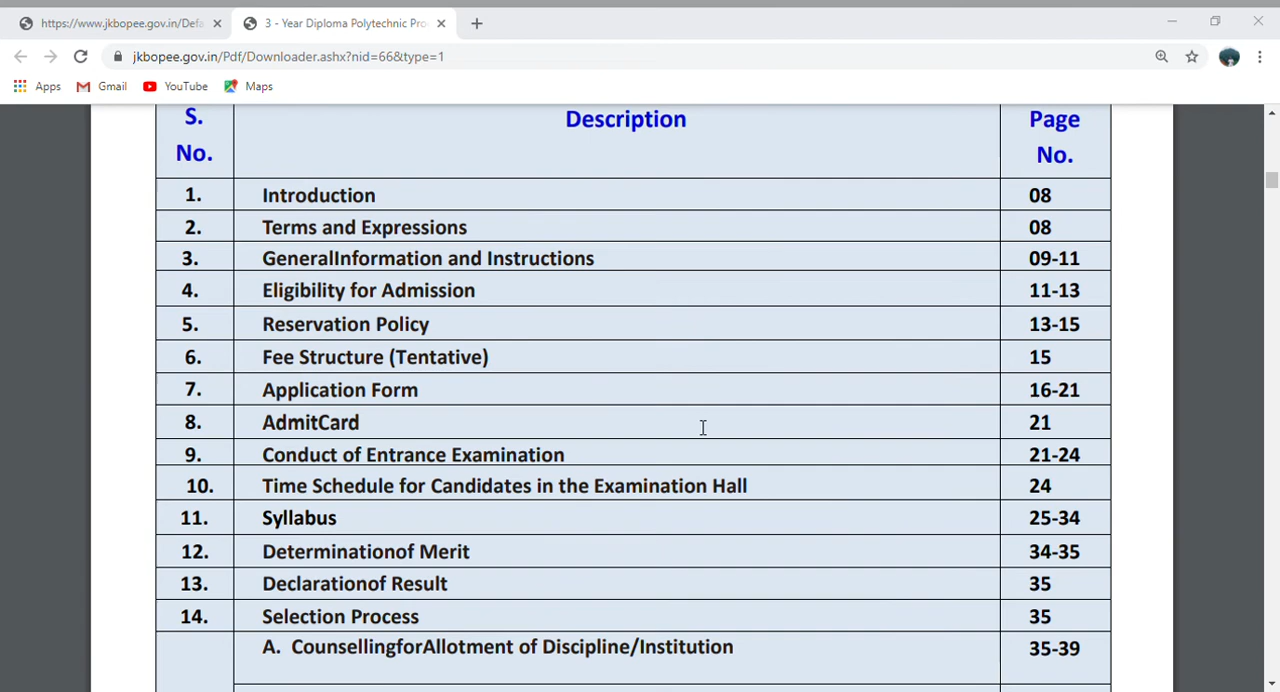 https://www.jkbopee.gov.in/Defa
3 - Year Diploma Polytechnic Pro
jkbopee.gov.in/Pdf/Downloader.ashx?nid=66&type=1
Apps Gmail YouTube Maps
S. No. Description Page No.
1. Introduction 08
2. Terms and Expressions 08
3. GeneralInformation and Instructions 09-11
4. Eligibility for Admission 11-13
5. Reservation Policy 13-15
6. Fee Structure (Tentative) 15
7. Application Form 16-21
8. AdmitCard 21
9. Conduct of Entrance Examination 21-24
10. Time Schedule for Candidates in the Examination Hall 24
11. Syllabus 25-34
12. Determinationof Merit 34-35
13. Declarationof Result 35
14. Selection Process 35
A. CounsellingforAllotment of Discipline/Institution 35-39